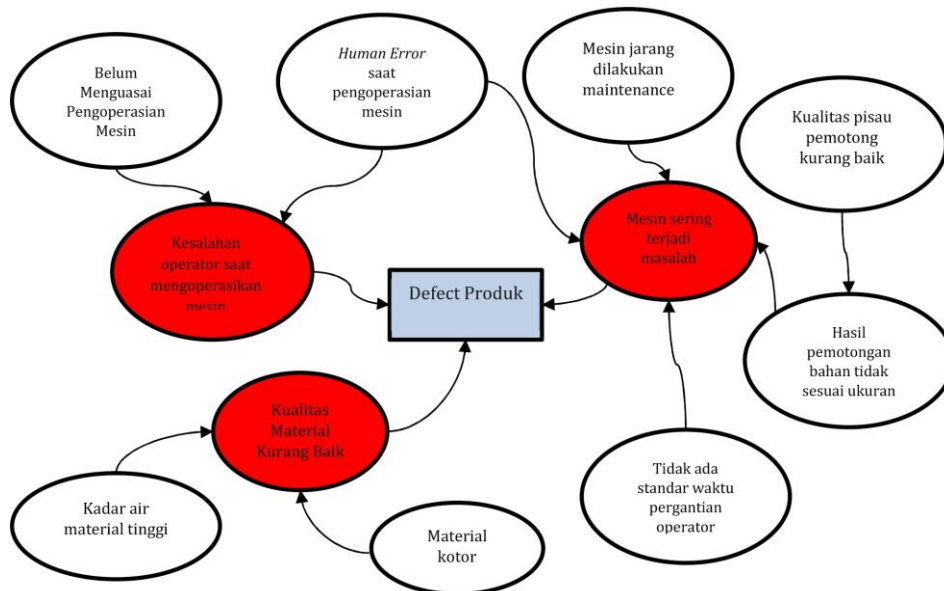 Belum
Menguasai
Pengoperasian
Mesin
Human Error
saat
pengoperasian
mesin
Mesin jarang
dilakukan
maintenance
Kualitas pisau
pemotong
kurang baik
Kesalahan
operator saat
mengoperasikan
mesin
Mesin sering
terjadi
masalah
Defect Produk
Hasil
pemotongan
bahan tidak
sesuai ukuran
Kualitas
Material
Kurang Baik
Kadar air
material tinggi
Material
kotor
Tidak ada
standar waktu
pergantian
operator